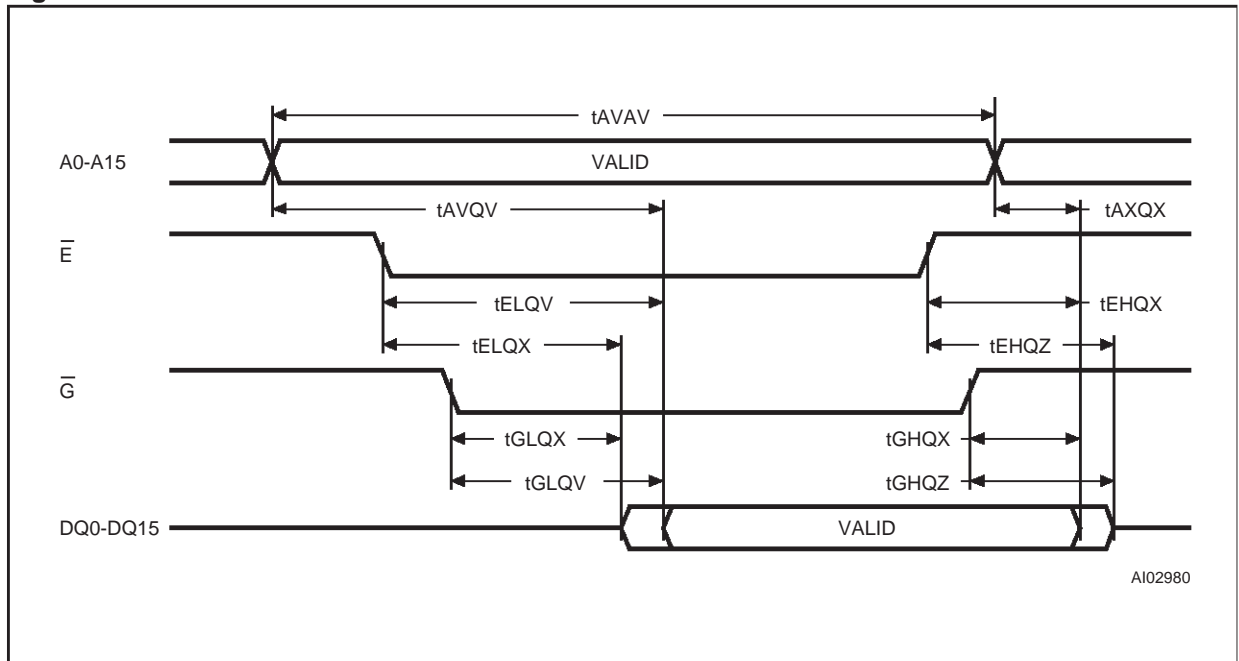 tAVAV
A0-A15
VALID
tAVQV
tAXQX
E̅
tELQV
tEHQX
tELQX
tEHQZ
G̅
tGLQX
tGHQX
tGLQV
tGHQZ
DQ0-DQ15
VALID
AI02980